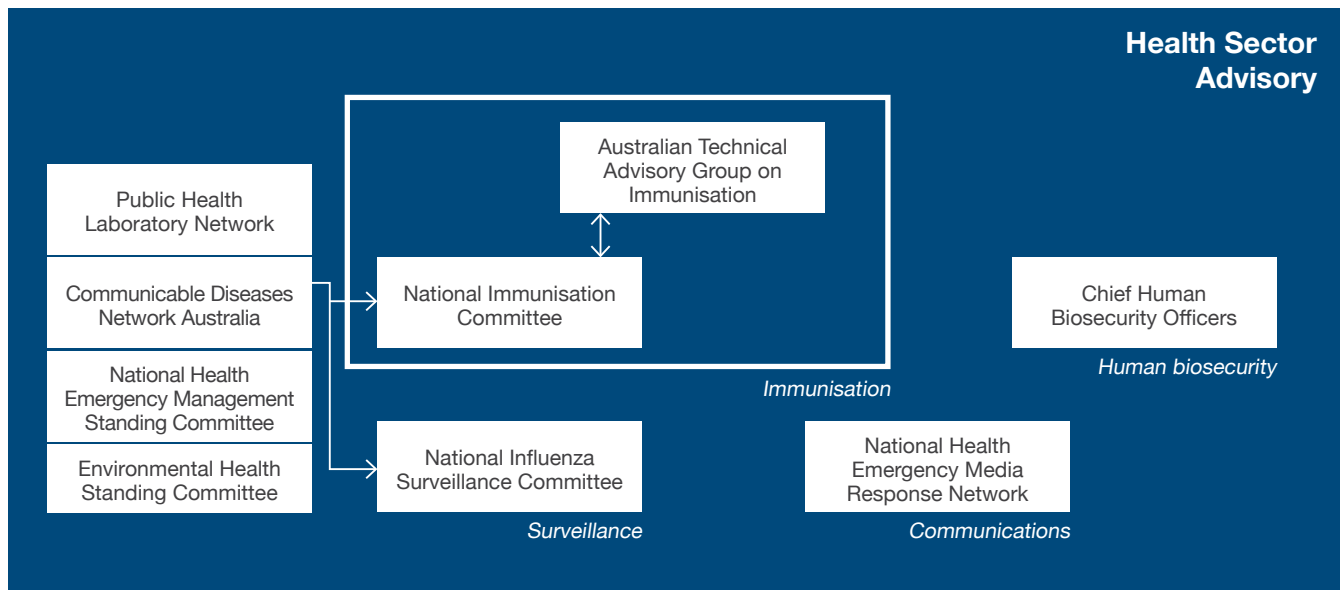 Health Sector
Advisory
Australian Technical
Advisory Group on
Immunisation
Public Health
Laboratory Network
Communicable Diseases
Network Australia
National Immunisation
Committee
Chief Human
Biosecurity Officers
Human biosecurity
National Health
Emergency Management
Standing Committee
Immunisation
Environmental Health
Standing Committee
National Influenza
Surveillance Committee
Surveillance
National Health
Emergency Media
Response Network
Communications